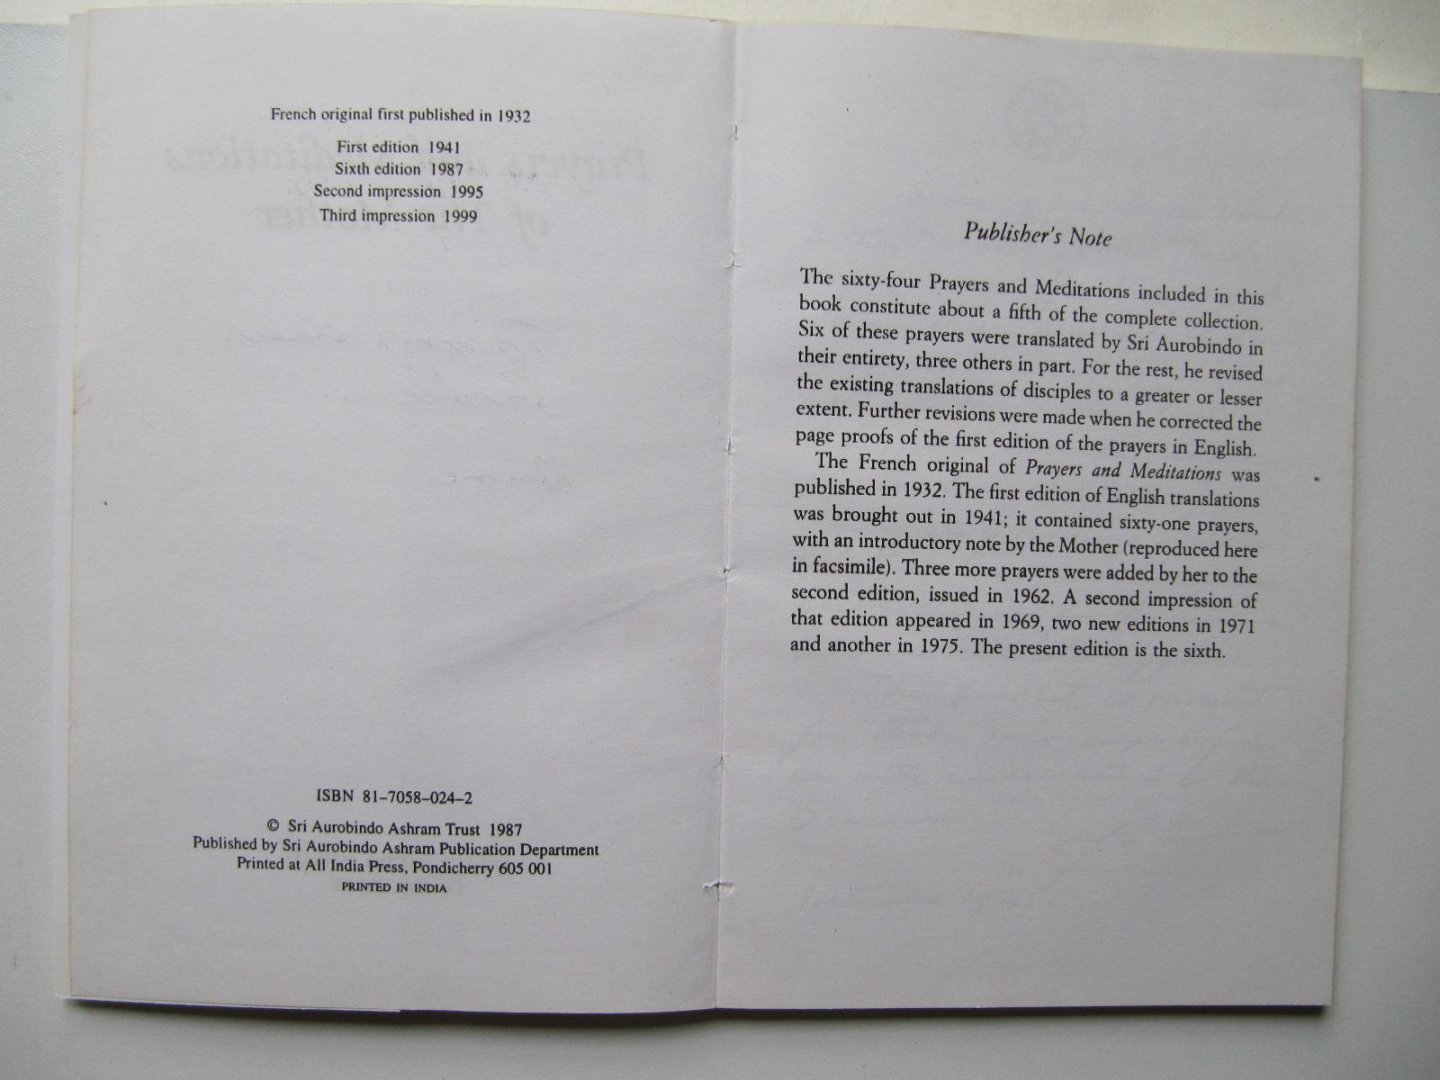 French original first published in 1932
First edition 1941
Sixth edition 1987
Second impression 1995
Third impression 1999
ISBN 81-7058-024-2
© Sri Aurobindo Ashram Trust 1987
Published by Sri Aurobindo Ashram Publication Department
Printed at All India Press, Pondicherry 605 001
PRINTED IN INDIA
Publisher's Note
The sixty-four Prayers and Meditations included in this
book constitute about a fifth of the complete collection.
Six of these prayers were translated by Sri Aurobindo in
their entirety, three others in part. For the rest, he revised
the existing translations of disciples to a greater or lesser
extent. Further revisions were made when he corrected the
page proofs of the first edition of the prayers in English.
The French original of Prayers and Meditations was
published in 1932. The first edition of English translations
was brought out in 1941; it contained sixty-one prayers,
with an introductory note by the Mother (reproduced here
in facsimile). Three more prayers were added by her to the
second edition, issued in 1962. A second impression of
that edition appeared in 1969, two new editions in 1971
and another in 1975. The present edition is the sixth.